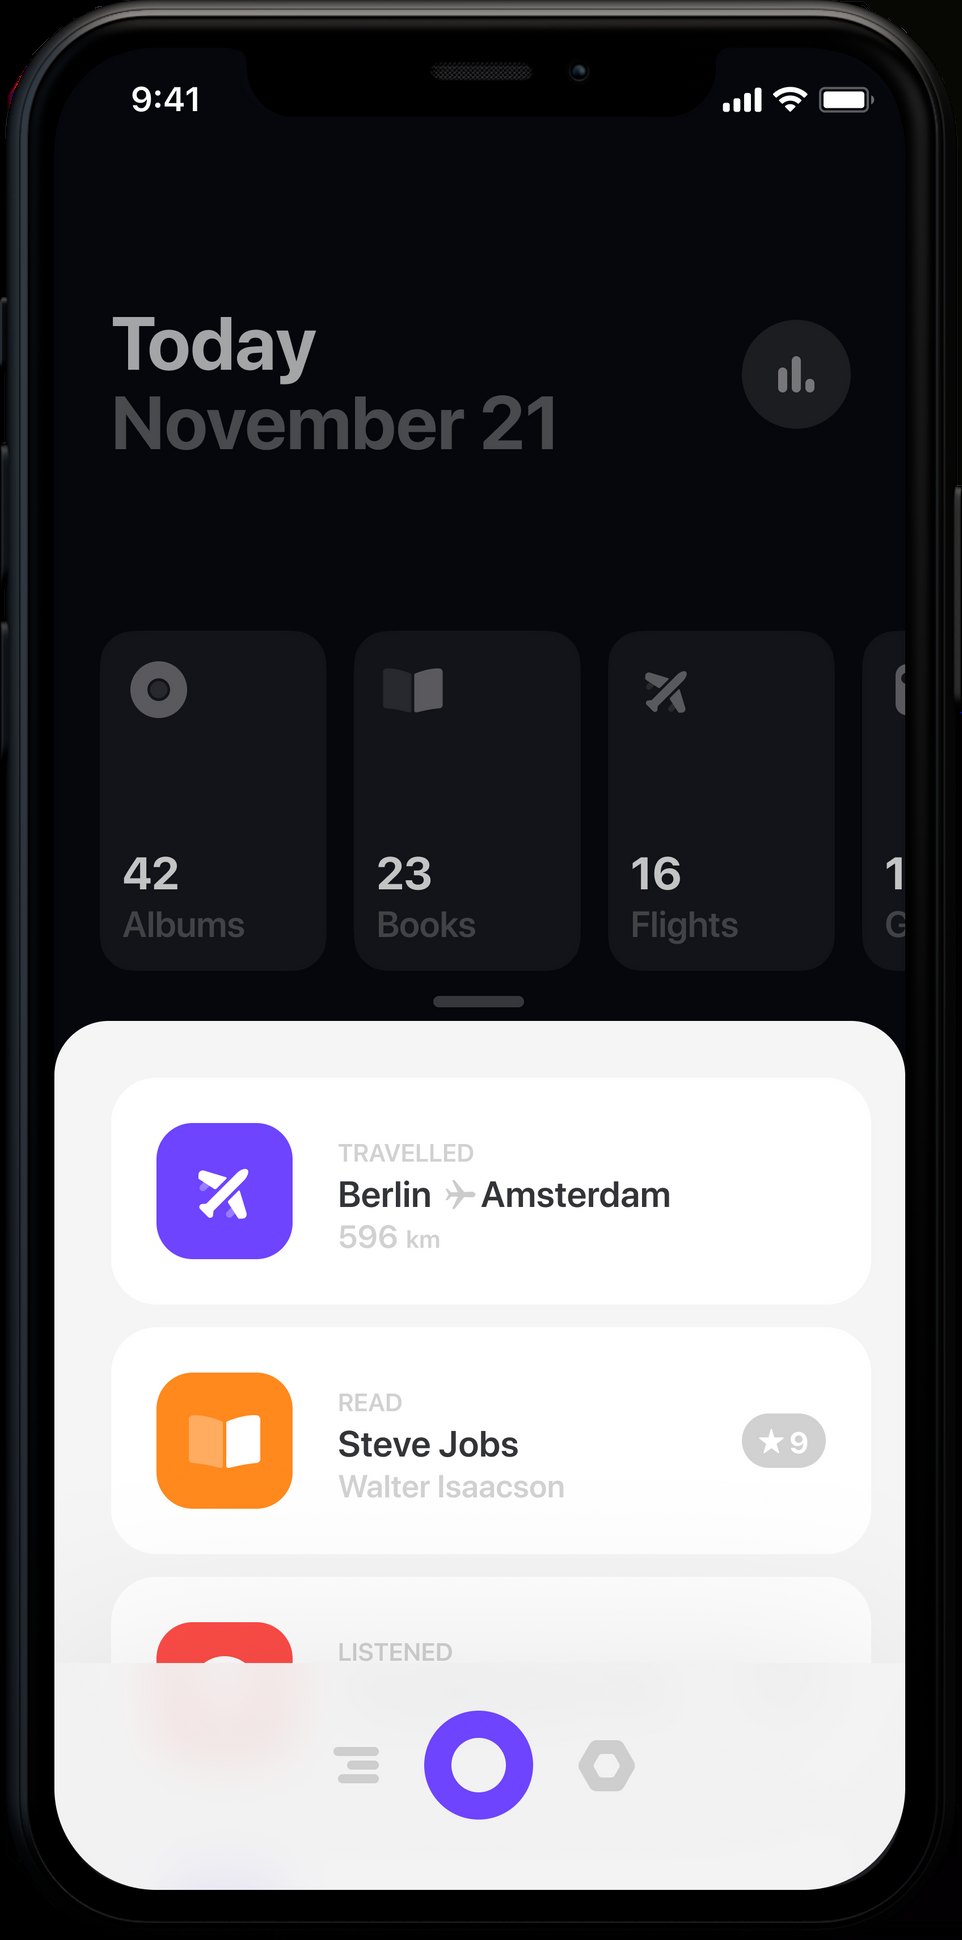 9:41
Today
November 21
42
Albums
23
Books
16
Flights
TRAVELLED
Berlin Amsterdam
596 km
READ
Steve Jobs
Walter Isaacson
9
LISTENED